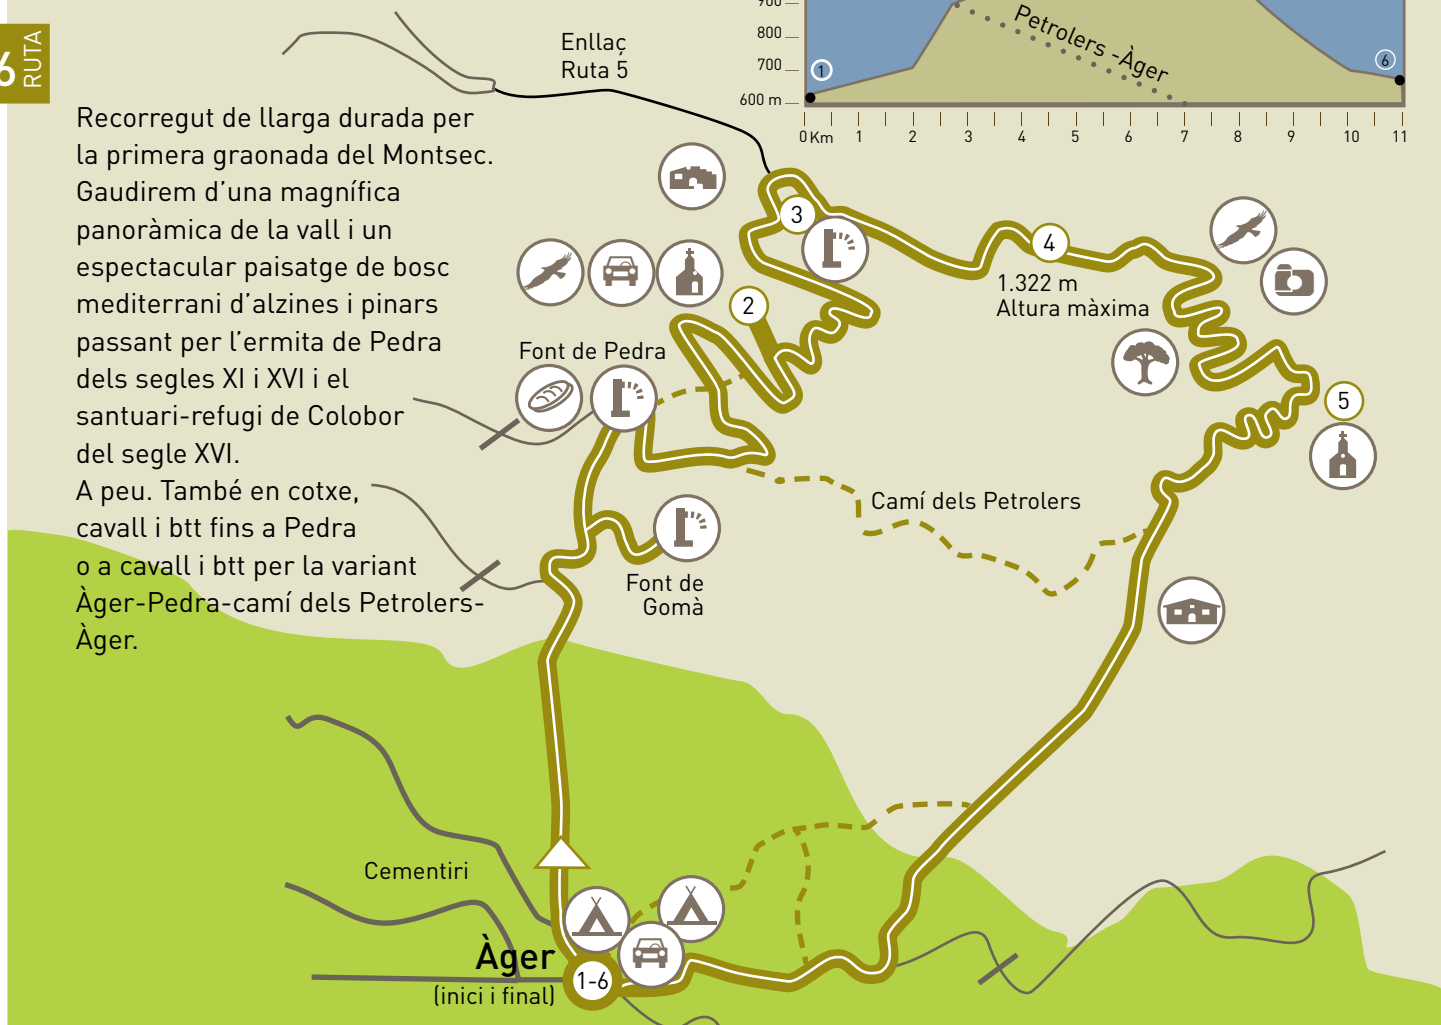 6
RUTA
Recorregut de llarga durada per
la primera graonada del Montsec.
Gaudirem d’una magnífica
panoràmica de la vall i un
espectacular paisatge de bosc
mediterrani d’alzines i pinars
passant per l’ermita de Pedra
dels segles XI i XVI i el
santuari-refugi de Colobor
del segle XVI.
A peu. També en cotxe,
cavall i btt fins a Pedra
o a cavall i btt per la variant
Àger-Pedra-camí dels Petrolers-
Àger.
Enllaç
Ruta 5
900
800
700
600 m
Petrolers -Àger
1
6
0 Km 1 2 3 4 5 6 7 8 9 10 11
3
4
1.322 m
Altura màxima
2
Font de Pedra
5
Camí dels Petrolers
Font de
Gomà
Cementiri
Àger
(inici i final)
1-6